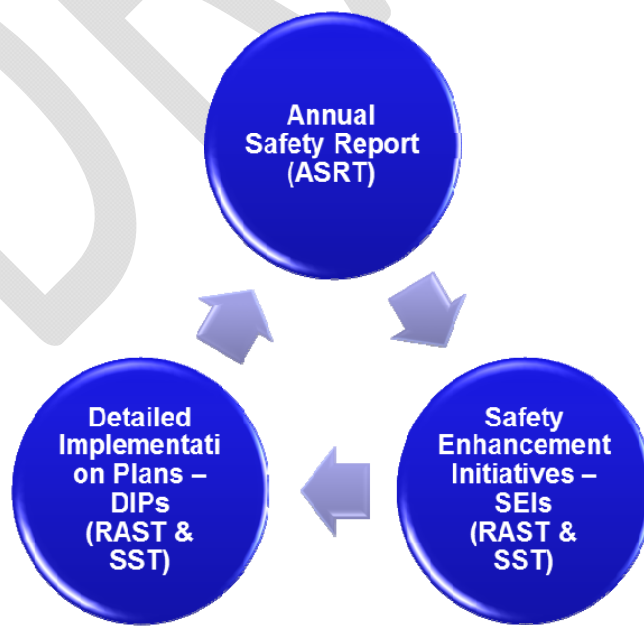 Annual
Safety Report
(ASRT)
Detailed
Implementati
on Plans –
DIPs
(RAST &
SST)
Safety
Enhancement
Initiatives –
SEIs
(RAST &
SST)